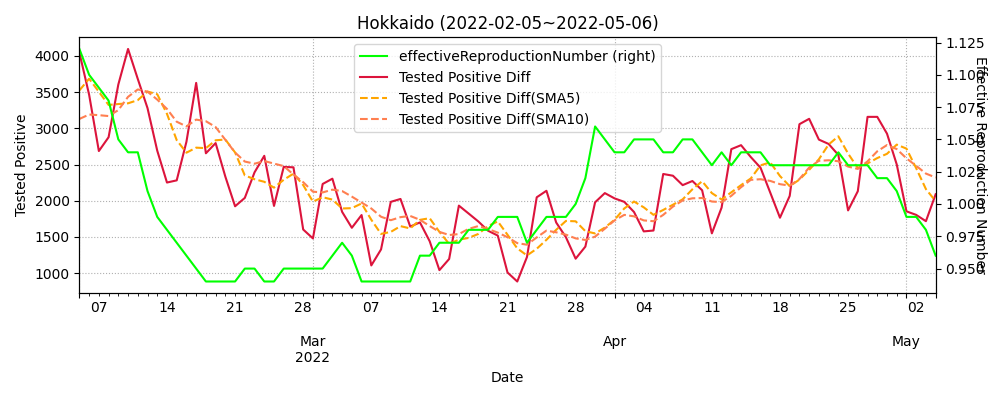 Hokkaido (2022-02-05~2022-05-06)
effectiveReproductionNumber (right)
Tested Positive Diff
Tested Positive Diff(SMA5)
Tested Positive Diff(SMA10)
Tested Positive
4000
3500
3000
2500
2000
1500
1000
1.125
1.100
1.075
1.050
1.025
1.000
0.975
0.950
Effective Reproduction Number
Effective Reproduction Number
07 14 21 28 07 14 21 28 04 11 18 25 02
Mar Apr May
2022
Date